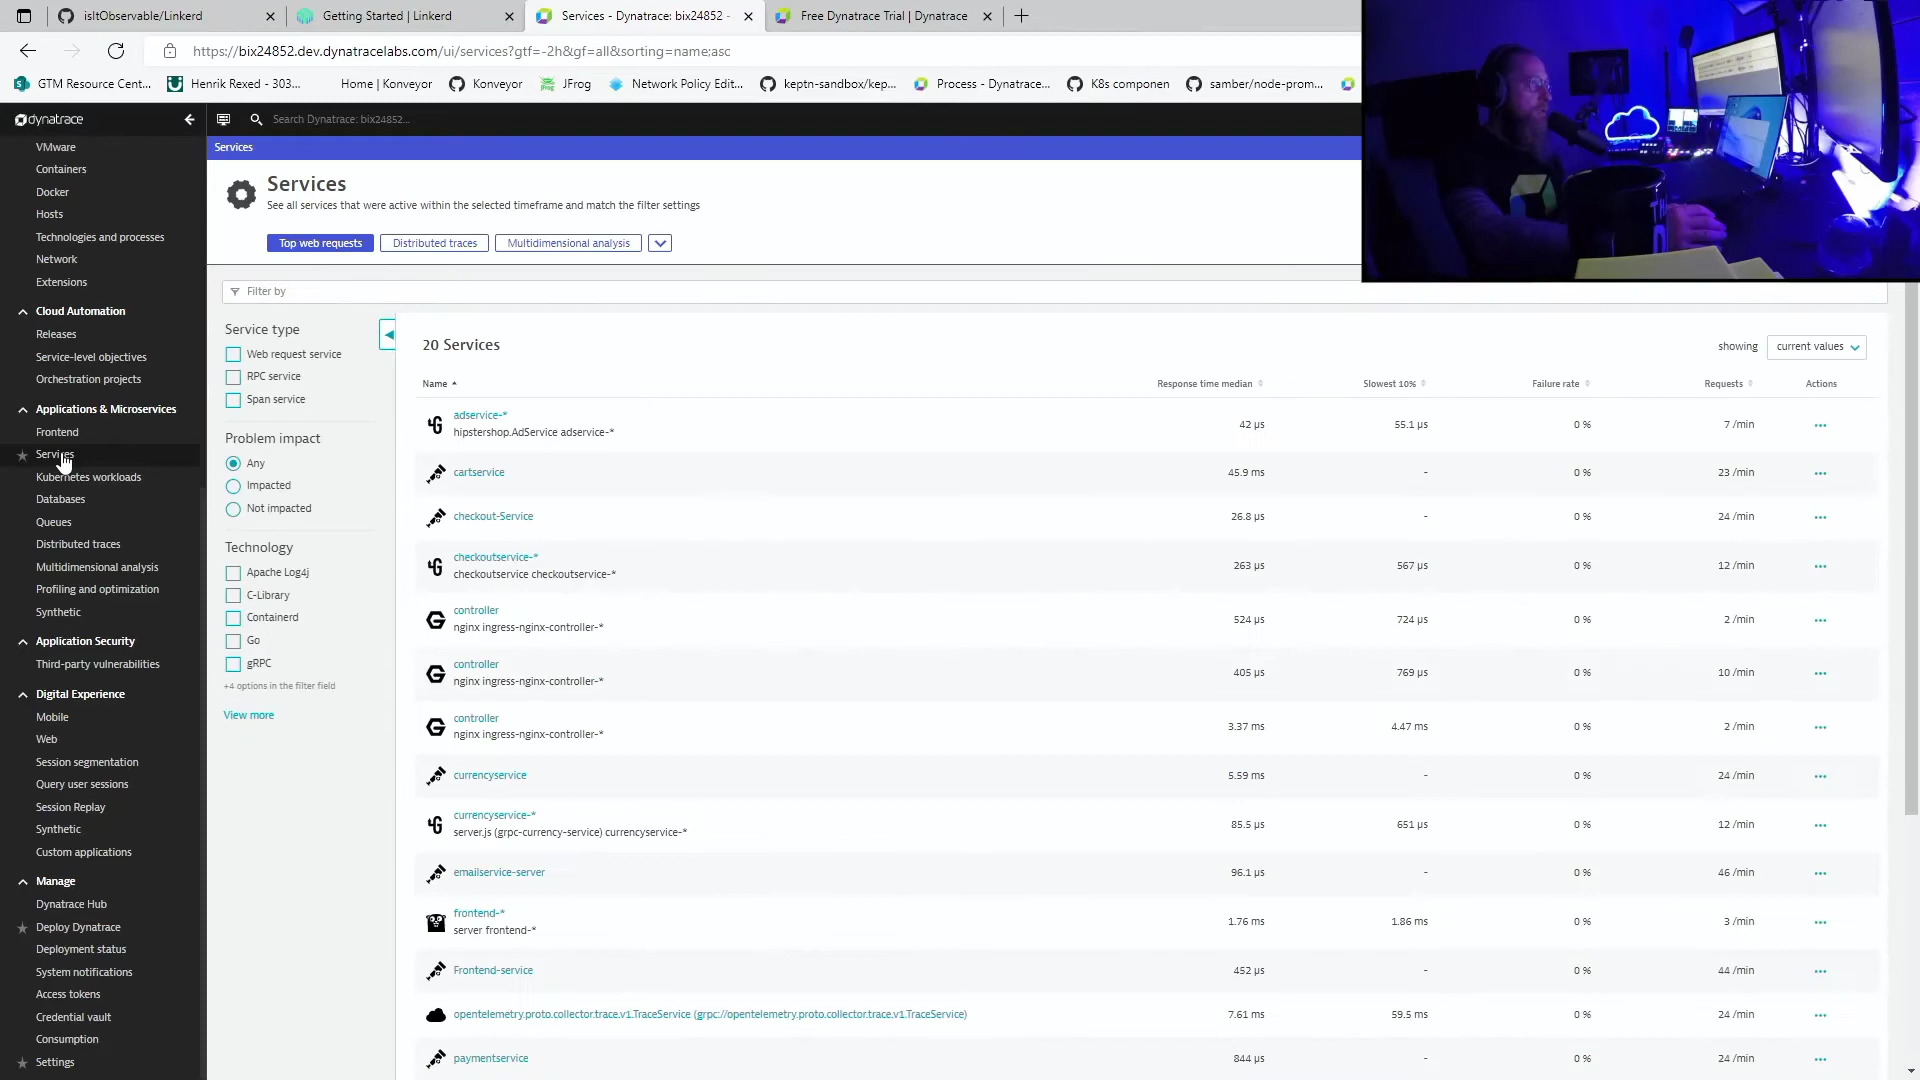 isItObservable/Linkerd
Getting Started | Linkerd
Services - Dynatrace: bix24852 -
Free Dynatrace Trial | Dynatrace
https://bix24852.dev.dynatracelabs.com/ui/services?gtf=-2h&gf=all&sorting=name;asc
GTM Resource Cent...
Henrik Rexed - 303...
Home | Konveyor
Konveyor
JFrog
Network Policy Edit...
keptn-sandbox/kep...
Process - Dynatrace...
K8s componen
samber/node-prom...
dynatrace
Search Dynatrace: bix24852...
VMware
Containers
Docker
Hosts
Technologies and processes
Network
Extensions
Cloud Automation
Releases
Service-level objectives
Orchestration projects
Applications & Microservices
Frontend
Services
Kubernetes workloads
Databases
Queues
Distributed traces
Multidimensional analysis
Profiling and optimization
Synthetic
Application Security
Third-party vulnerabilities
Digital Experience
Mobile
Web
Session segmentation
Query user sessions
Session Replay
Synthetic
Custom applications
Manage
Dynatrace Hub
Deploy Dynatrace
Deployment status
System notifications
Access tokens
Credential vault
Consumption
Settings
Services
Services
See all services that were active within the selected timeframe and match the filter settings
Top web requests
Distributed traces
Multidimensional analysis
Filter by
Service type
Web request service
RPC service
Span service
Problem impact
Any
Impacted
Not impacted
Technology
Apache Log4j
C-Library
Containerd
Go
gRPC
+4 options in the filter field
View more
20 Services
showing current values
Name Response time median Slowest 10% Failure rate Requests Actions
adservice-*
hipstershop.AdService adservice-*
42 µs 55.1 µs 0 % 7 /min
cartservice 45.9 ms - 0 % 23 /min
checkout-Service 26.8 µs - 0 % 24 /min
checkoutservice-*
checkoutservice checkoutservice-*
263 µs 567 µs 0 % 12 /min
controller
nginx ingress-nginx-controller-*
524 µs 724 µs 0 % 2 /min
controller
nginx ingress-nginx-controller-*
405 µs 769 µs 0 % 10 /min
controller
nginx ingress-nginx-controller-*
3.37 ms 4.47 ms 0 % 2 /min
currencyservice 5.59 ms - 0 % 24 /min
currencyservice-*
server.js (grpc-currency-service) currencyservice-*
85.5 µs 651 µs 0 % 12 /min
emailservice-server 96.1 µs - 0 % 46 /min
frontend-*
server frontend-*
1.76 ms 1.86 ms 0 % 3 /min
Frontend-service 452 µs - 0 % 44 /min
opentelemetry.proto.collector.trace.v1.TraceService (grpc://opentelemetry.proto.collector.trace.v1.TraceService) 7.61 ms 59.5 ms 0 % 24 /min
paymentservice 844 µs - 0 % 24 /min